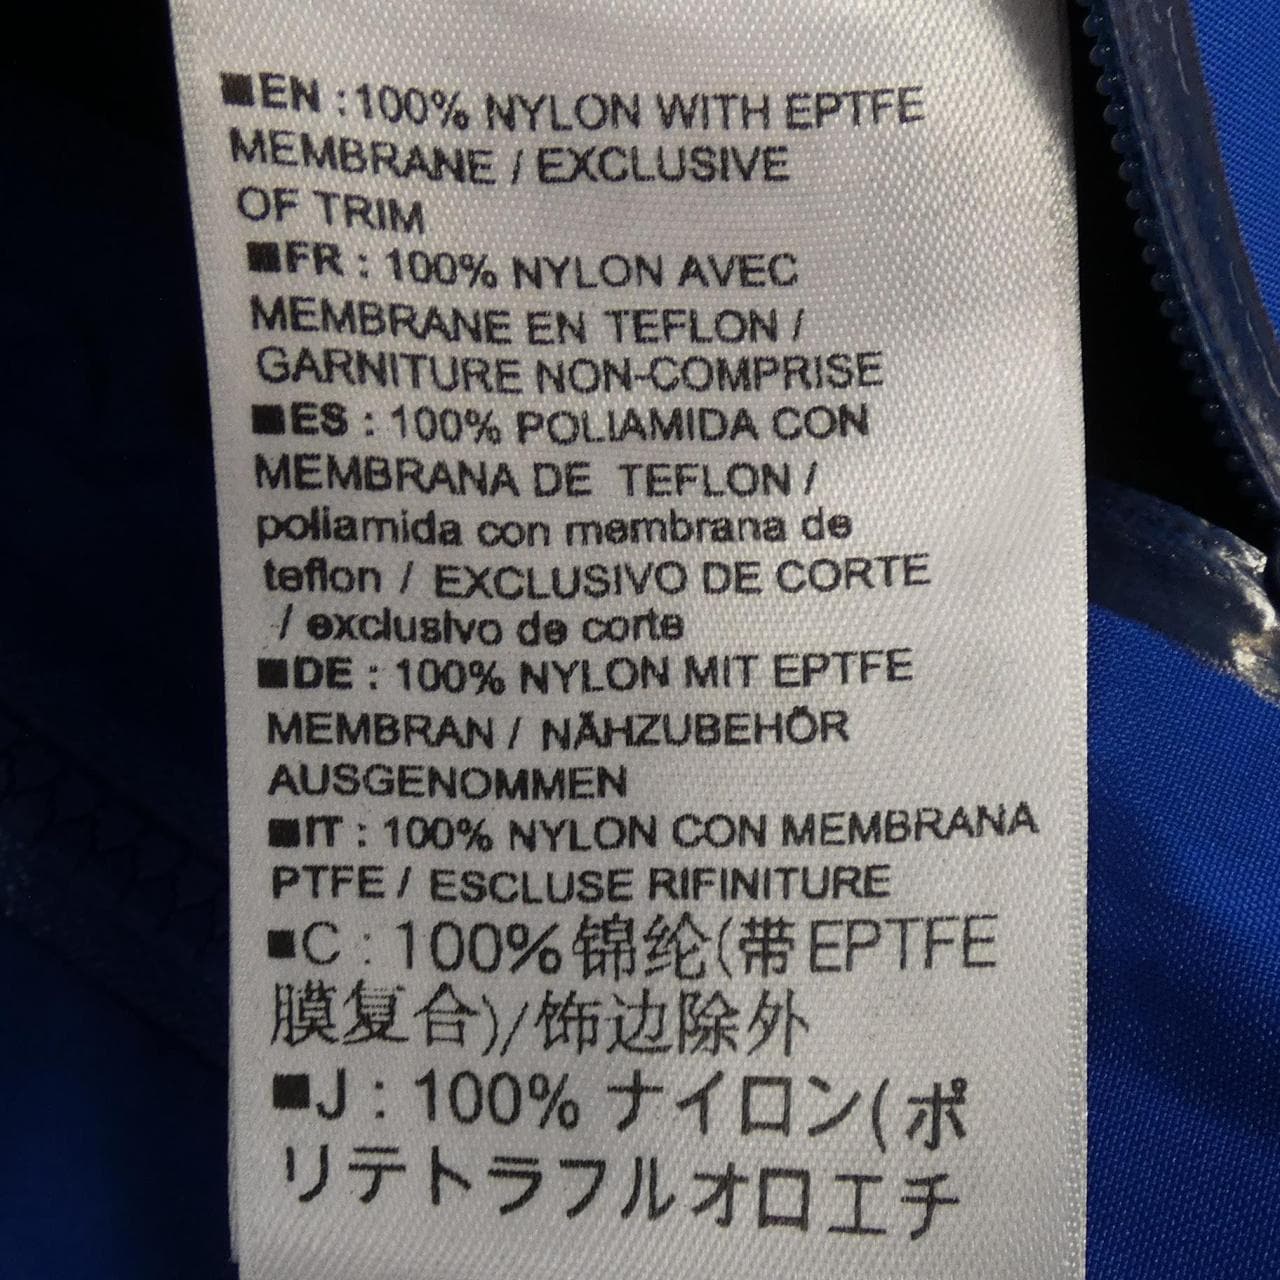 ■EN :100% NYLON WITH EPTFE
MEMBRANE / EXCLUSIVE
OF TRIM
■FR : 100% NYLON AVEC
MEMBRANE EN TEFLON /
GARNITURE NON-COMPRISE
■ES : 100% POLIAMIDA CON
MEMBRANA DE TEFLON /
poliamida con membrana de
teflon / EXCLUSIVO DE CORTE
/ exclusivo de corte
■DE : 100% NYLON MIT EPTFE
MEMBRAN / NÄHZUBEHÖR
AUSGENOMMEN
■IT : 100% NYLON CON MEMBRANA
PTFE / ESCLUSE RIFINITURE
■C : 100%锦纶(带EPTFE
膜复合)/饰边除外
■J : 100% ナイロン(ポ
リテトラフルオロエチ